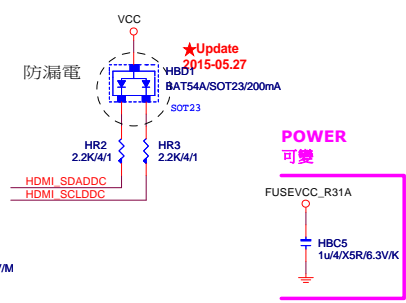 VCC
★Update
2015-05.27
防漏電
HBD1
BAT54A/SOT23/200mA
SOT23
HR2
2.2K/4/1
HR3
2.2K/4/1
HDMI_SDADDC
HDMI_SCLDDC
/M
POWER
可變
FUSEVCC_R31A
HBC5
1u/4/X5R/6.3V/K